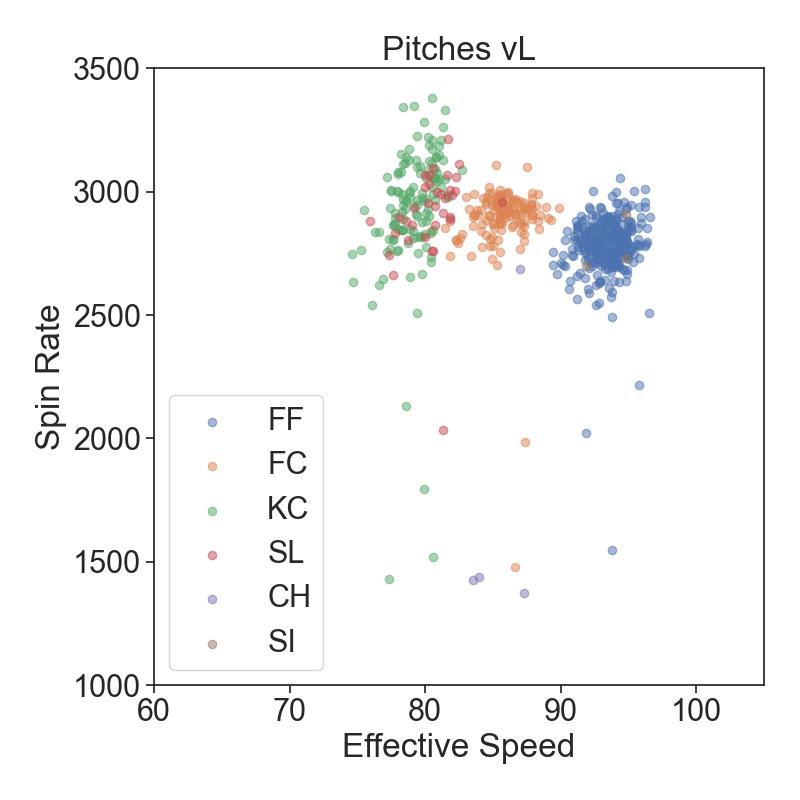 Pitches vL
3500
3000
2500
2000
1500
1000
Spin Rate
FF
FC
KC
SL
CH
SI
60 70 80 90 100
Effective Speed